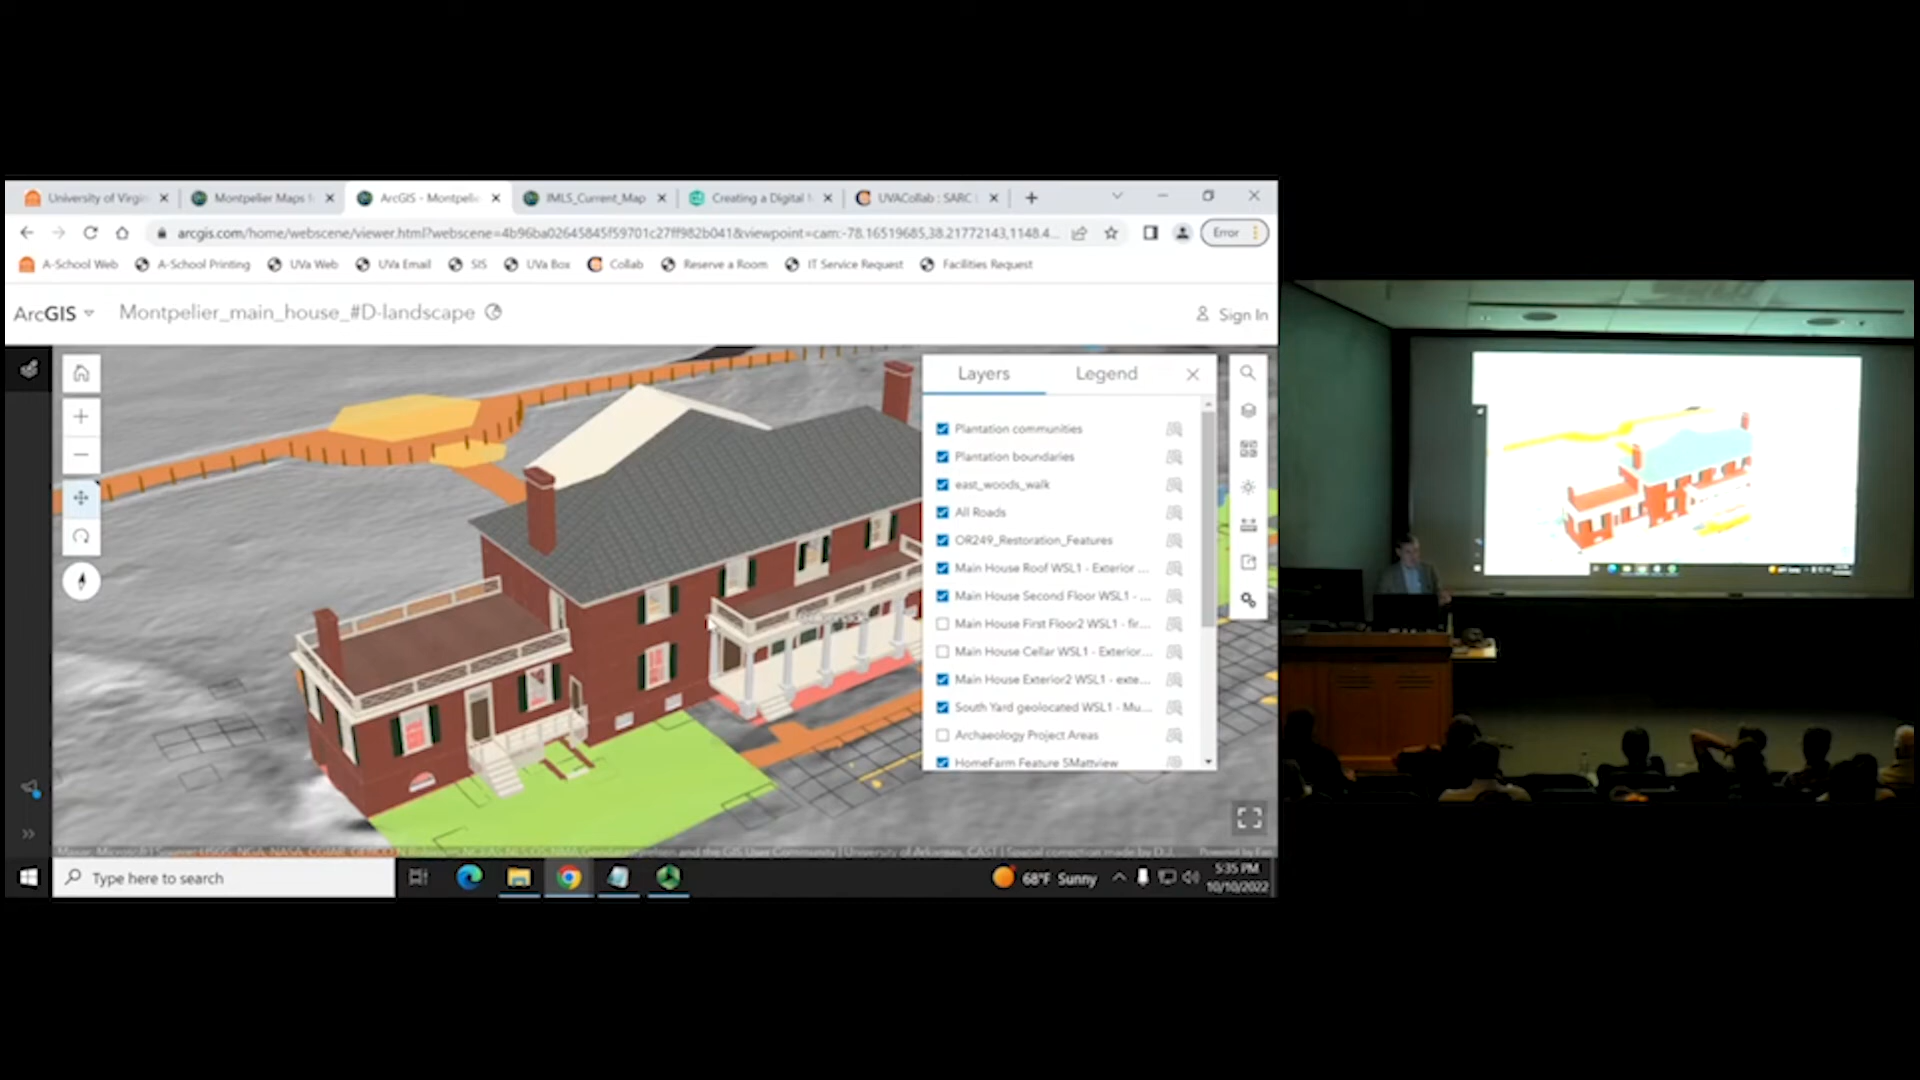 University of Virgin
Montpelier Maps
ArcGIS - Montpelie
IMLS_Current_Map
Creating a Digital
UVACollab : SARC
arcgis.com/home/webscene/viewer.html?webscene=4b96ba02645845f59701c27ff982b041&viewpoint=cam:-78.16519685,38.21772143,1148.4...
Error
A-School Web
A-School Printing
UVa Web
UVa Email
SIS
UVa Box
Collab
Reserve a Room
IT Service Request
Facilities Request
ArcGIS
Montpelier_main_house_#D-landscape
Sign In
Layers
Legend
Plantation communities
Plantation boundaries
east_woods_walk
All Roads
OR249_Restoration_Features
Main House Roof WSL1 - Exterior ...
Main House Second Floor WSL1 - ...
Main House First Floor2 WSL1 - fir...
Main House Cellar WSL1 - Exterior...
Main House Exterior2 WSL1 - exte...
South Yard geolocated WSL1 - Mu...
Archaeology Project Areas
HomeFarm Feature SMattview
Type here to search
68°F Sunny
5:35 PM
10/10/2022